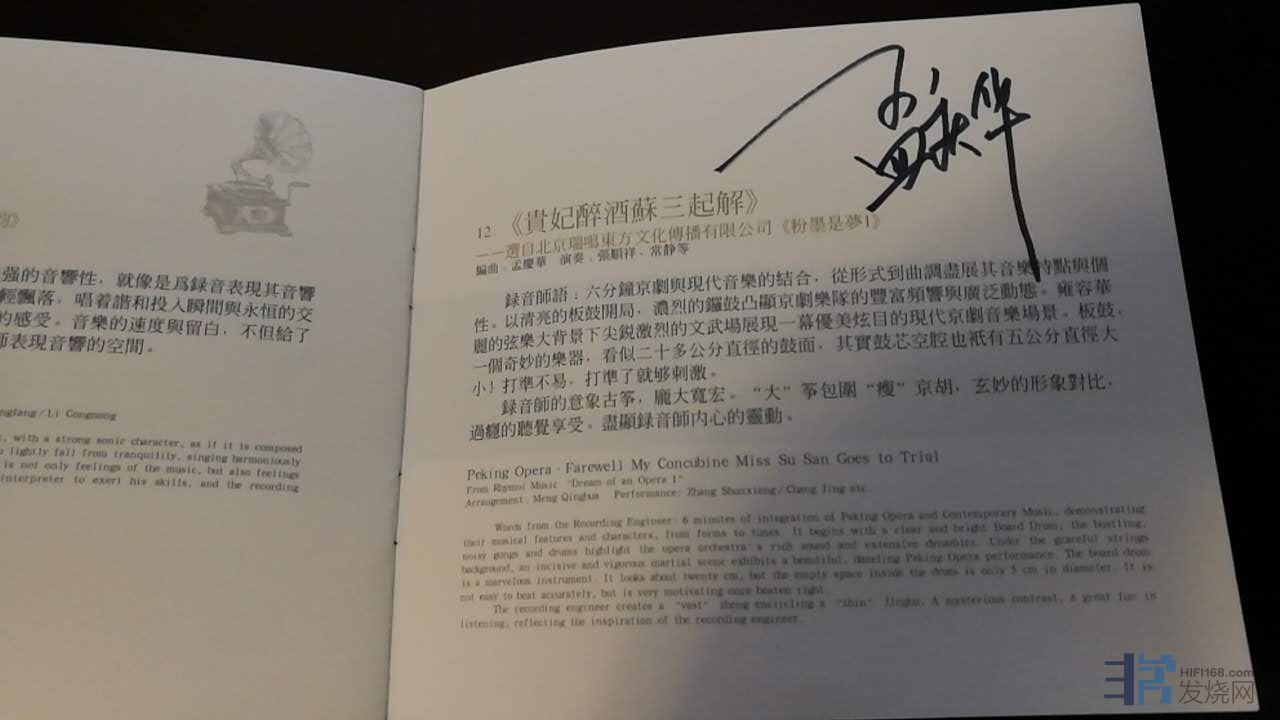 强的音響性，就像是爲録音表現其音響
輕飄落，唱着諧和投入瞬間與永恒的交
的感受。音樂的速度與留白，不但給了
師表現音響的空間。
ngfang/Li Congnong
, with a strong sonic character, as if it is composed
lightly fall from tranquility, singing harmoniously
is not only feelings of the music, but also feelings
interpreter to exert his skills, and the recording
孟慶华
12 《貴妃醉酒蘇三起解》
——選自北京瑞鳴東方文化傳播有限公司《粉墨是夢1》
編曲：孟慶華 演奏：張順祥、常静等
録音師語：六分鐘京劇與現代音樂的結合，從形式到曲調盡展其音樂特點與個
性。以清亮的板鼓開局，濃烈的鑼鼓凸顯京劇樂隊的豐富頻響與廣泛動態。雍容華
麗的弦樂大背景下尖鋭激烈的文武場展現一幕優美炫目的現代京劇音樂場景。板鼓，
一個奇妙的樂器，看似二十多公分直徑的鼓面，其實鼓芯空腔也衹有五公分直徑大
小！打準不易，打準了就够刺激。
録音師的意象古筝，龐大寬宏。“大”筝包圍“瘦”京胡，玄妙的形象對比，
過癮的聽覺享受。盡顯録音師内心的靈動。
Peking Opera · Farewell My Concubine Miss Su San Goes to Trial
From Rhymoi Music "Dream of an Opera 1"
Arrangement: Meng Qinghua Performance: Zhang Shunxiang/Chang Jing etc.
Words from the Recording Engineer: 6 minutes of integration of Peking Opera and Contemporary Music, demonstrating
their musical features and characters, from forms to tunes. It begins with a clear and bright Board Drum, the bustling,
noisy gongs and drums highlight the opera orchestra's rich sound and extensive dynamics. Under the graceful strings
background, an incisive and vigorous martial scene exhibits a beautiful, dazzling Peking Opera performance. The board drum
is a marvelous instrument. It looks about twenty cm, but the empty space inside the drum is only 5 cm in diameter. It is
not easy to beat accurately, but is very motivating once beaten right.
The recording engineer creates a "vast" zheng encircling a "thin" Jinghu. A mysterious contrast, a great fun in
listening, reflecting the inspiration of the recording engineer.
HIFI168.com
发烧网